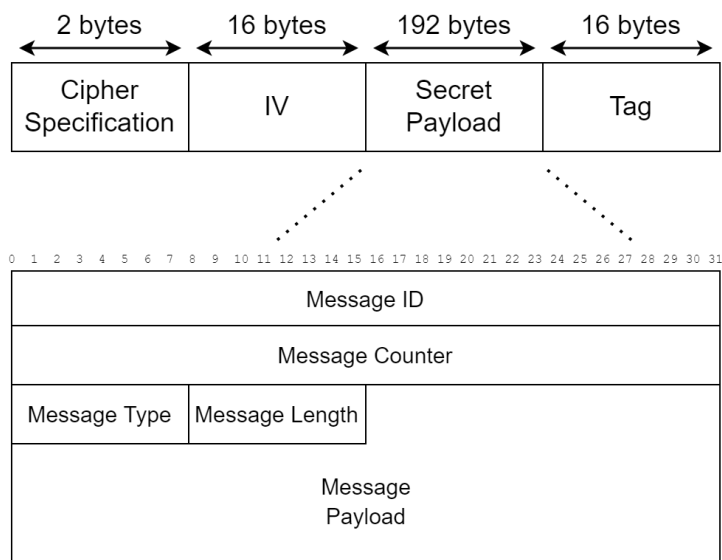 2 bytes 16 bytes 192 bytes 16 bytes
Cipher
Specification
IV
Secret
Payload
Tag
0 1 2 3 4 5 6 7 8 9 10 11 12 13 14 15 16 17 18 19 20 21 22 23 24 25 26 27 28 29 30 31
Message ID
Message Counter
Message Type Message Length
Message
Payload